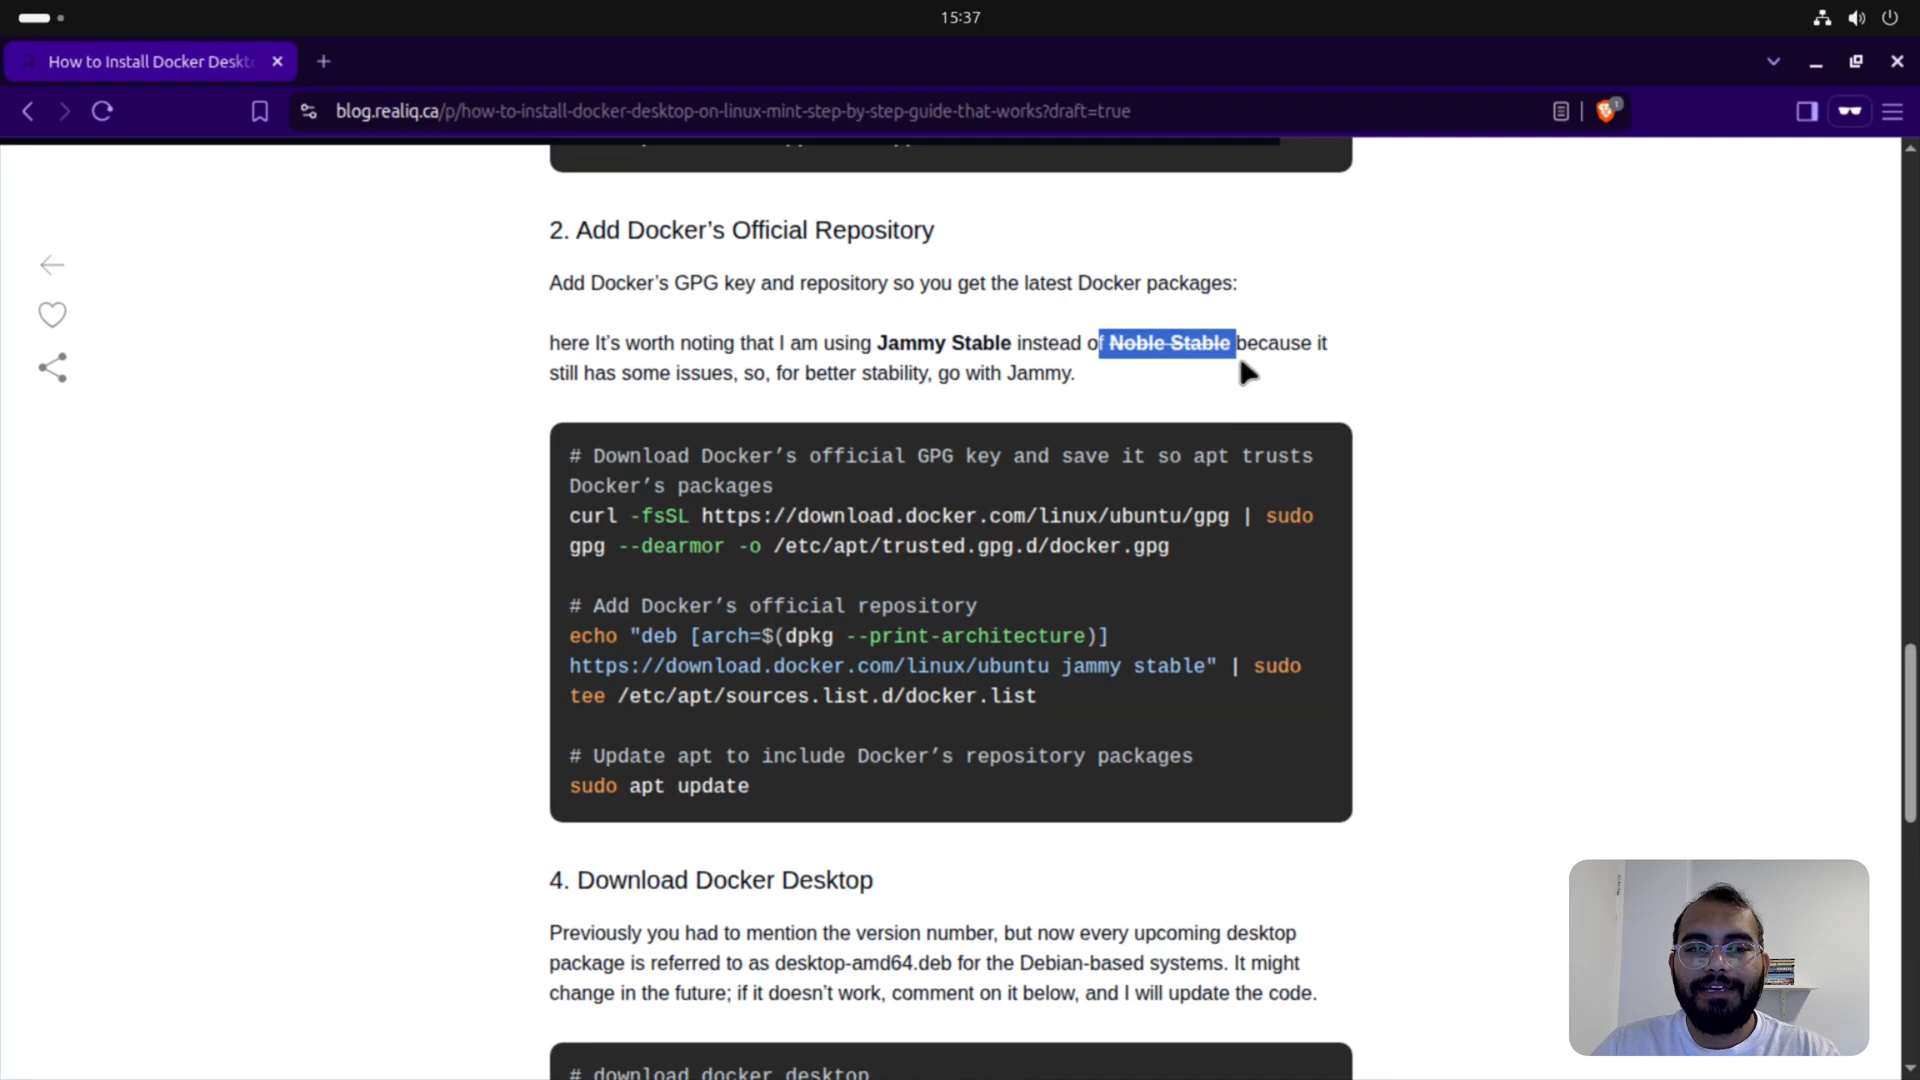 15:37
How to Install Docker Deskt
blog.realiq.ca/p/how-to-install-docker-desktop-on-linux-mint-step-by-step-guide-that-works?draft=true
1
2. Add Docker’s Official Repository
Add Docker’s GPG key and repository so you get the latest Docker packages:
here It’s worth noting that I am using Jammy Stable instead of Noble Stable because it
still has some issues, so, for better stability, go with Jammy.
# Download Docker’s official GPG key and save it so apt trusts
Docker’s packages
curl -fsSL https://download.docker.com/linux/ubuntu/gpg | sudo
gpg --dearmor -o /etc/apt/trusted.gpg.d/docker.gpg
# Add Docker’s official repository
echo "deb [arch=$(dpkg --print-architecture)]
https://download.docker.com/linux/ubuntu jammy stable" | sudo
tee /etc/apt/sources.list.d/docker.list
# Update apt to include Docker’s repository packages
sudo apt update
4. Download Docker Desktop
Previously you had to mention the version number, but now every upcoming desktop
package is referred to as desktop-amd64.deb for the Debian-based systems. It might
change in the future; if it doesn’t work, comment on it below, and I will update the code.
# download docker desktop